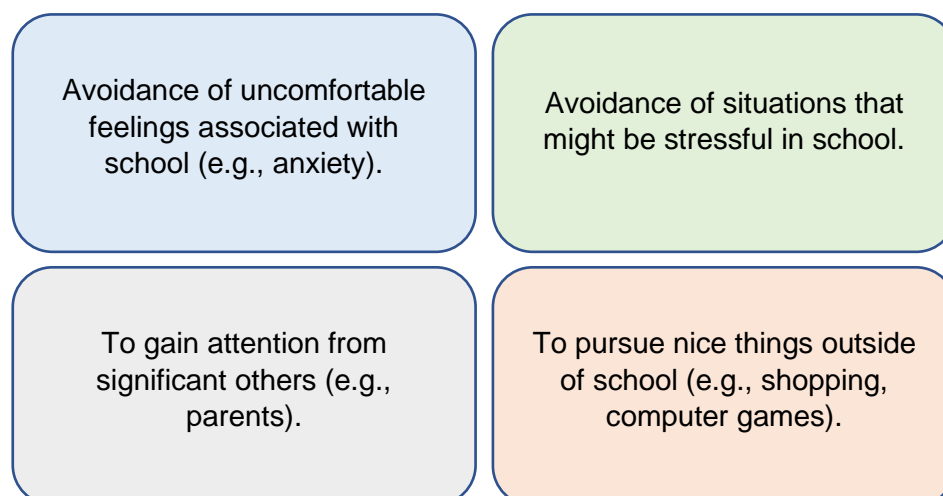 Avoidance of uncomfortable
feelings associated with
school (e.g., anxiety).
Avoidance of situations that
might be stressful in school.
To gain attention from
significant others (e.g.,
parents).
To pursue nice things outside
of school (e.g., shopping,
computer games).